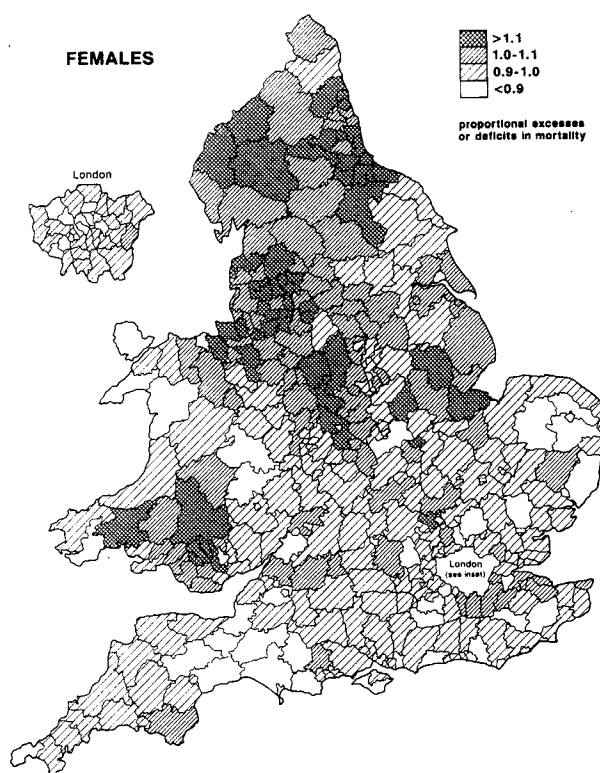 FEMALES
>1.1
1.0-1.1
0.9-1.0
<0.9
proportional excesses
or deficits in mortality
London
London
(see inset)